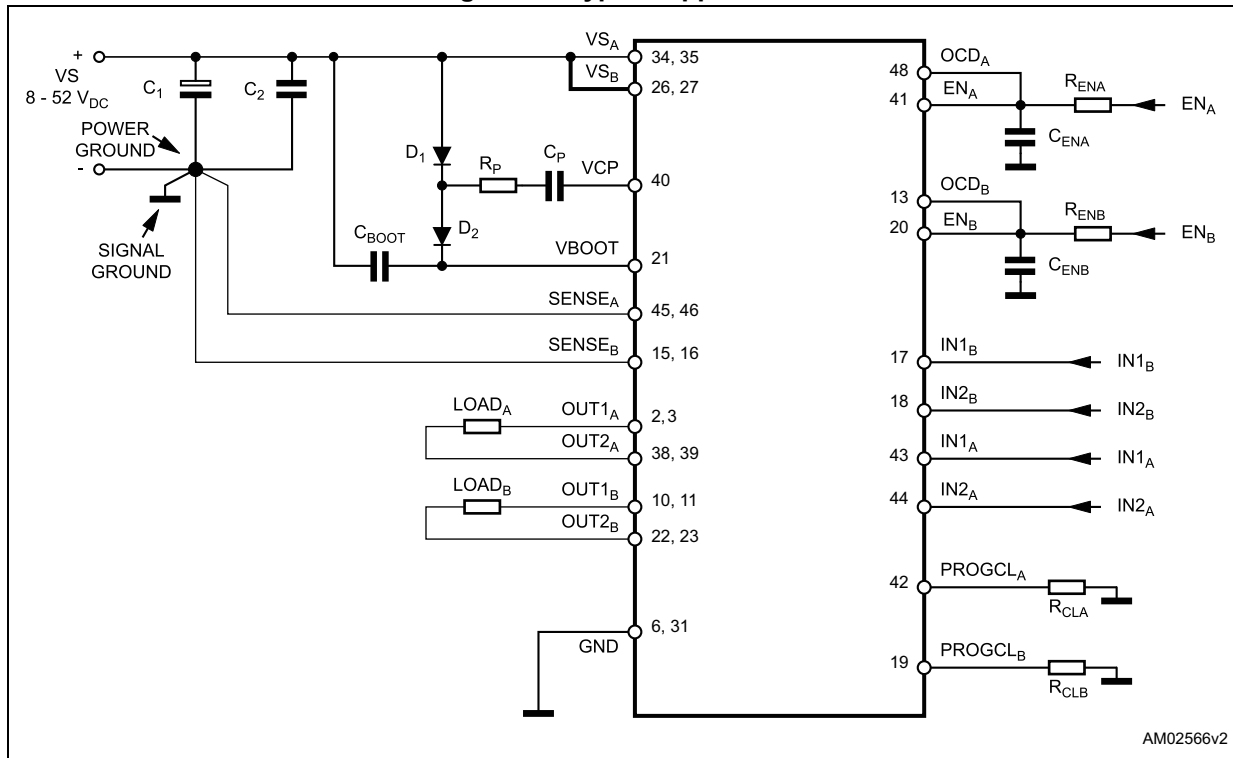 +
VS
8 - 52 V_DC
-
POWER
GROUND
SIGNAL
GROUND
C1
C2
D1
RP
CP
D2
CBOOT
VSA
34, 35
VSB
26, 27
VCP
40
VBOOT
21
SENSEA
45, 46
SENSEB
15, 16
LOADA
OUT1A
2, 3
OUT2A
38, 39
LOADB
OUT1B
10, 11
OUT2B
22, 23
GND
6, 31
48
OCDA
41
ENA
RENA
ENA
CENA
13
OCDB
20
ENB
RENB
ENB
CENB
17
IN1B
IN1B
18
IN2B
IN2B
43
IN1A
IN1A
44
IN2A
IN2A
42
PROGCLA
RCLA
19
PROGCLB
RCLB
AM02566v2